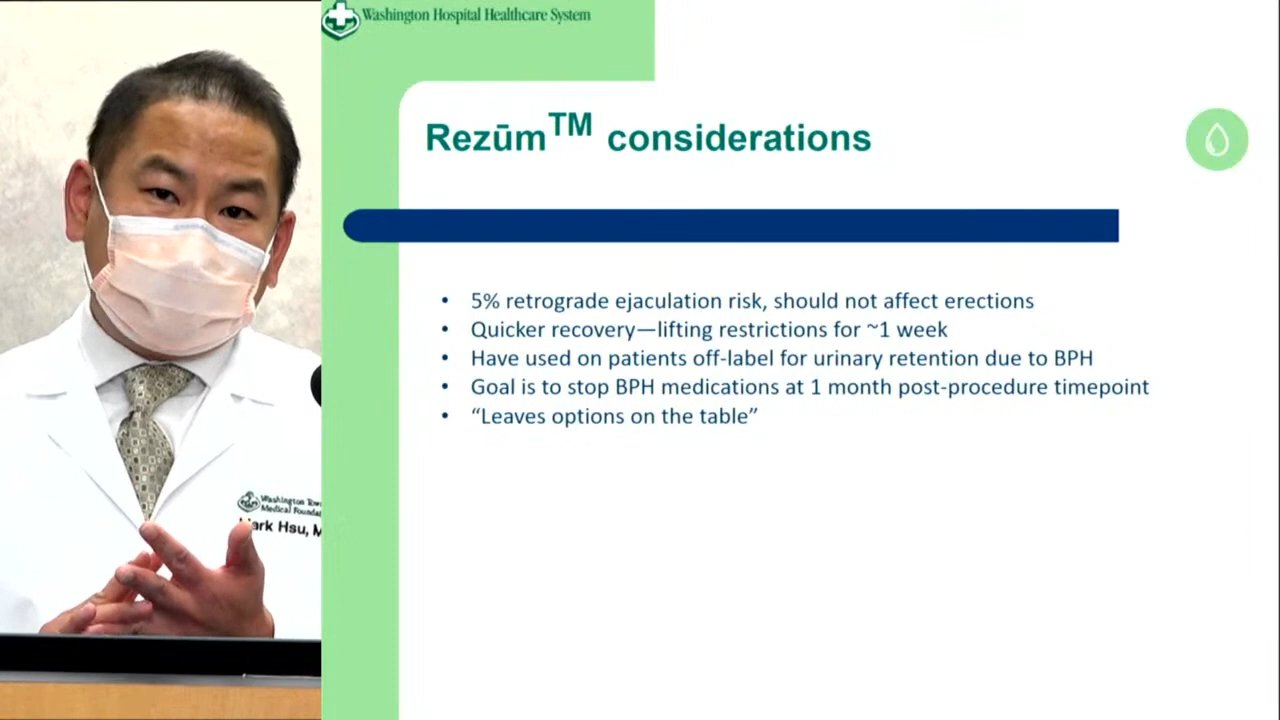 Washington Hospital Healthcare System
Rezūm™ considerations
• 5% retrograde ejaculation risk, should not affect erections
• Quicker recovery—lifting restrictions for ~1 week
• Have used on patients off-label for urinary retention due to BPH
• Goal is to stop BPH medications at 1 month post-procedure timepoint
• “Leaves options on the table”
Washington
Medical
Hsu,